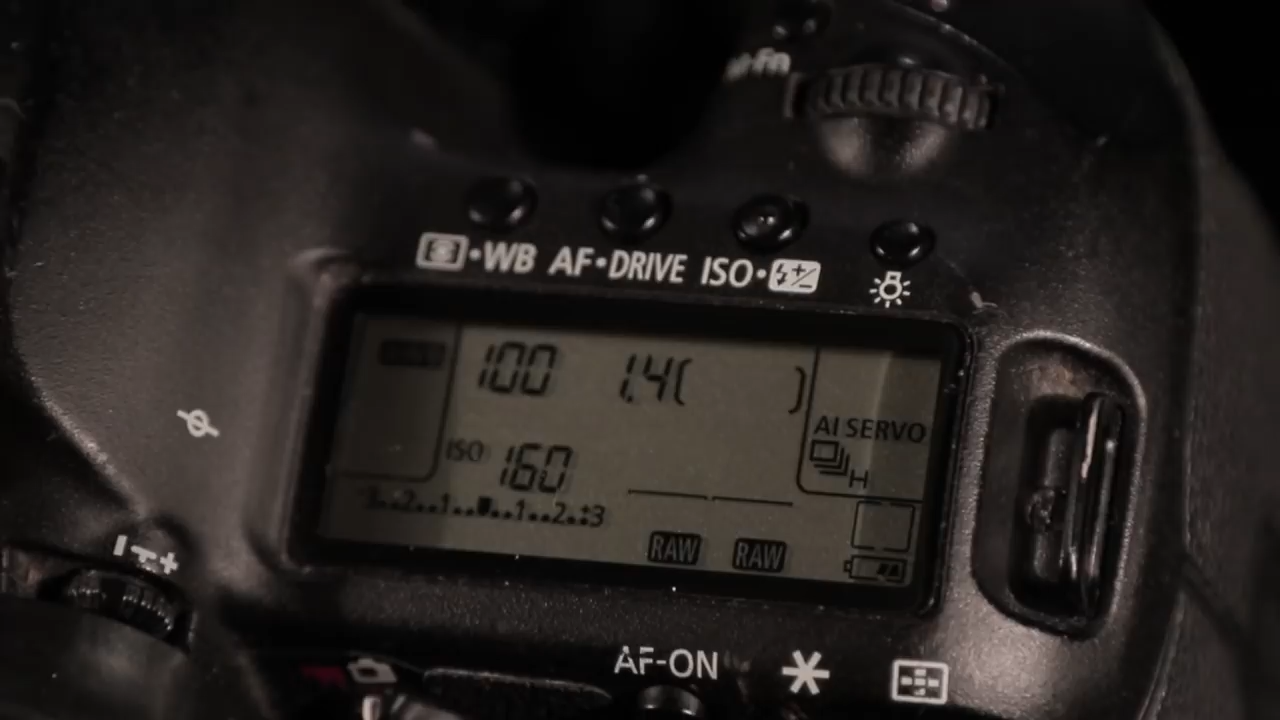 WB AF•DRIVE ISO•
100 1.4( )
AI SERVO
ISO 160
H
3..2..1..▮..1..2..:3
RAW RAW
AF-ON